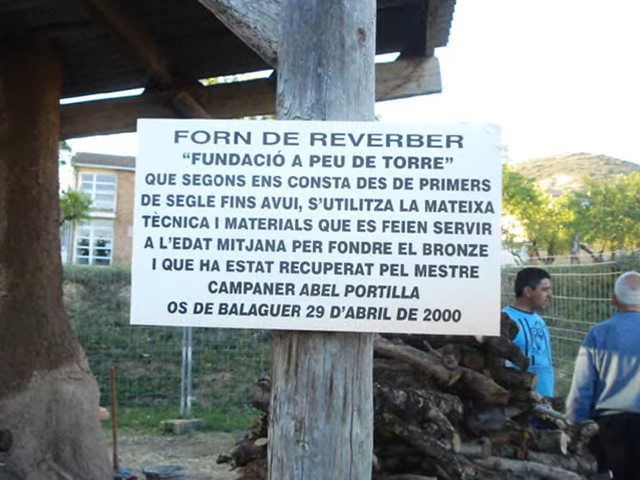 FORN DE REVERBER
“FUNDACIÓ A PEU DE TORRE”
QUE SEGONS ENS CONSTA DES DE PRIMERS
DE SEGLE FINS AVUI, S’UTILITZA LA MATEIXA
TÈCNICA I MATERIALS QUE ES FEIEN SERVIR
A L’EDAT MITJANA PER FONDRE EL BRONZE
I QUE HA ESTAT RECUPERAT PEL MESTRE
CAMPANER ABEL PORTILLA
OS DE BALAGUER 29 D’ABRIL DE 2000